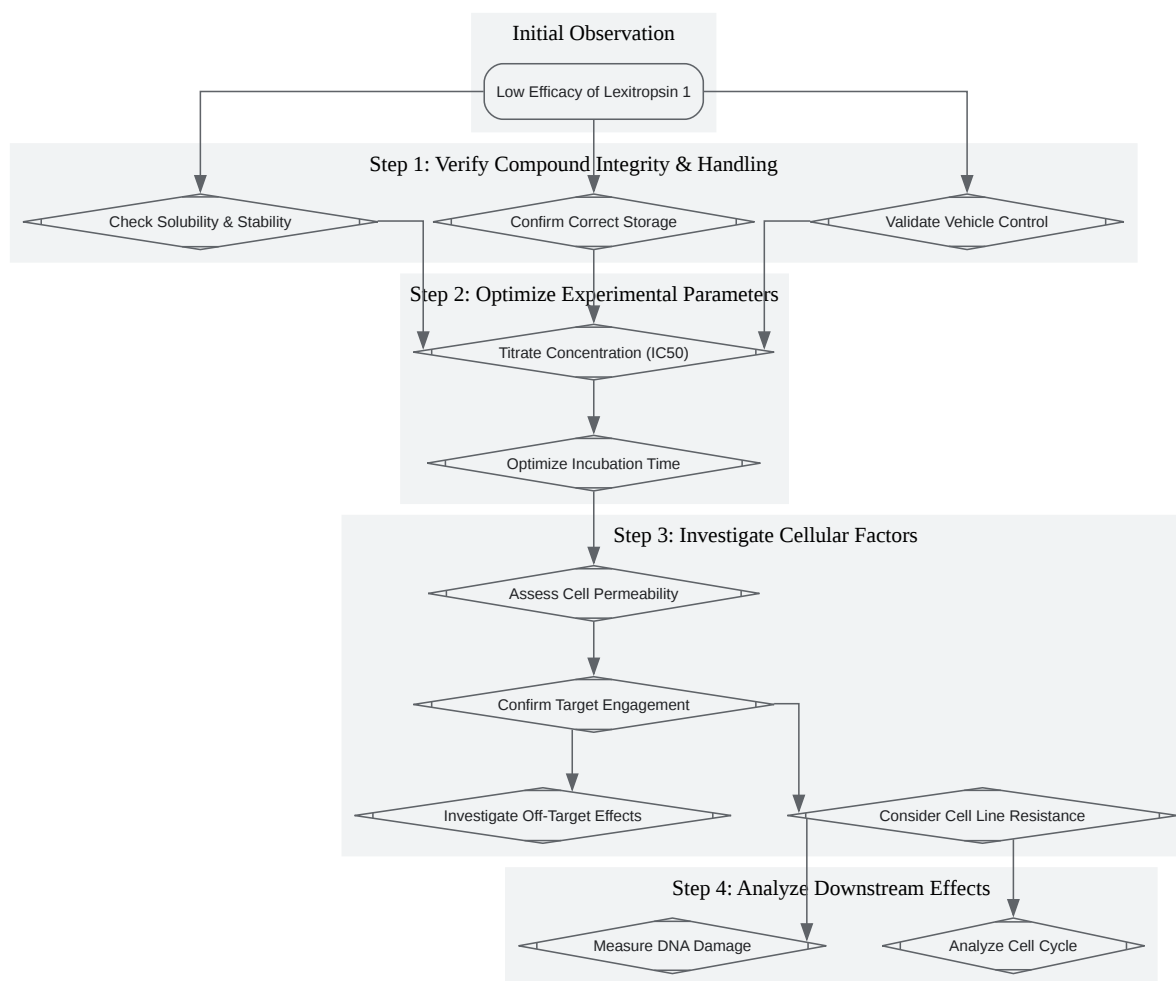 Initial Observation
Low Efficacy of Lexitropsin 1
Step 1: Verify Compound Integrity & Handling
Check Solubility & Stability
Confirm Correct Storage
Validate Vehicle Control
Step 2: Optimize Experimental Parameters
Titrate Concentration (IC50)
Optimize Incubation Time
Step 3: Investigate Cellular Factors
Assess Cell Permeability
Confirm Target Engagement
Investigate Off-Target Effects
Consider Cell Line Resistance
Step 4: Analyze Downstream Effects
Measure DNA Damage
Analyze Cell Cycle